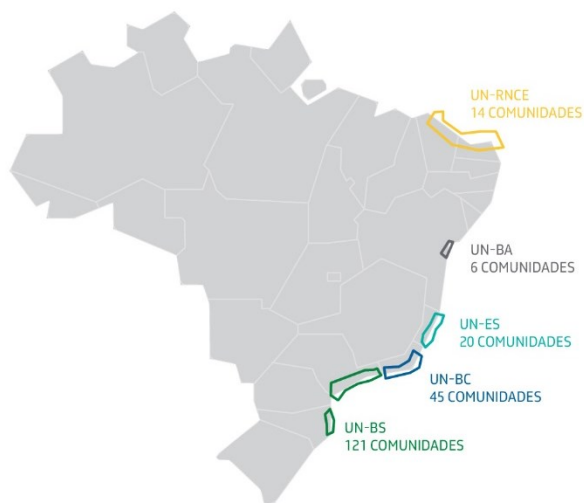 UN-RNCE
14 COMUNIDADES
UN-BA
6 COMUNIDADES
UN-ES
20 COMUNIDADES
UN-BC
45 COMUNIDADES
UN-BS
121 COMUNIDADES